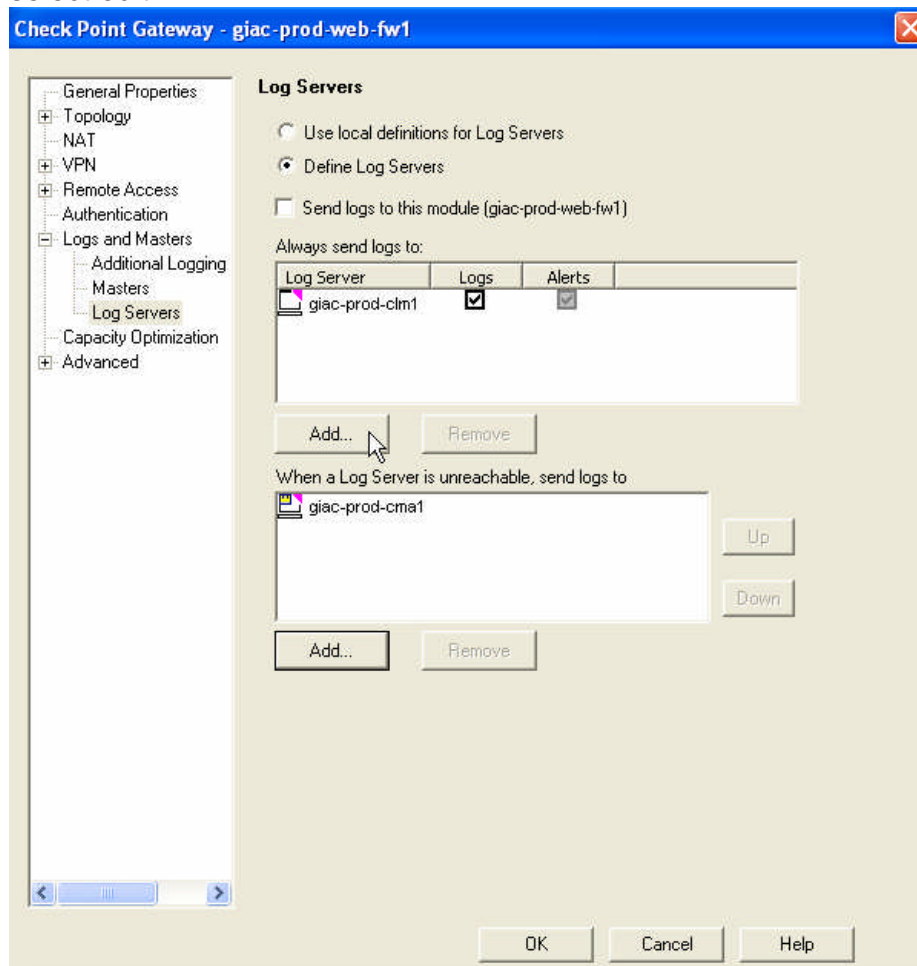 Check Point Gateway - giac-prod-web-fw1
General Properties
Topology
NAT
VPN
Remote Access
Authentication
Logs and Masters
Additional Logging
Masters
Log Servers
Capacity Optimization
Advanced
Log Servers
Use local definitions for Log Servers
Define Log Servers
Send logs to this module (giac-prod-web-fw1)
Always send logs to:
Log Server Logs Alerts
giac-prod-clm1
Add... Remove
When a Log Server is unreachable, send logs to
giac-prod-cma1
Up
Down
Add... Remove
OK Cancel Help